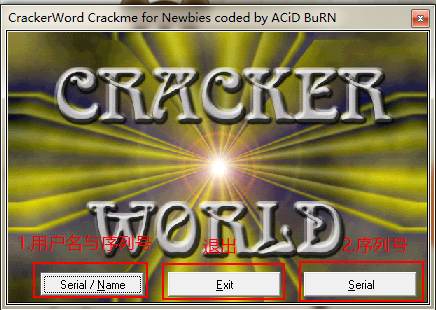 CrackerWord Crackme for Newbies coded by ACiD BuRN
CRACKER
WORLD
1.用户名与序列号 退出 2.序列号
Serial / Name Exit Serial